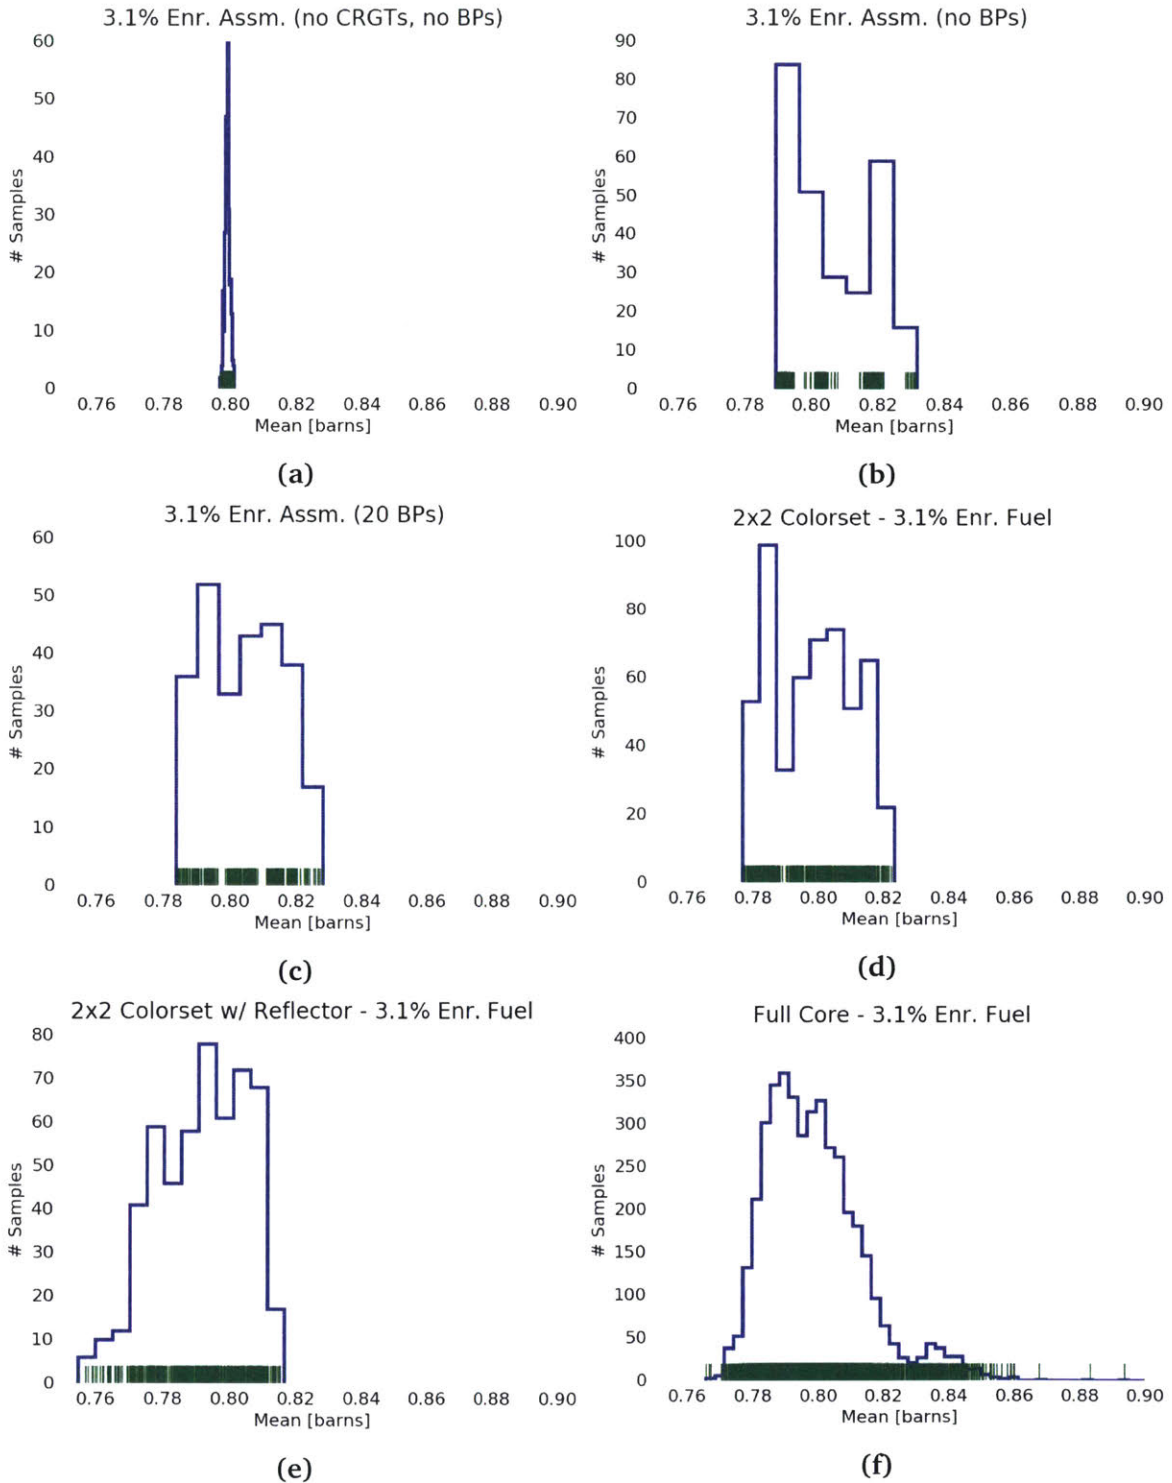 3.1% Enr. Assm. (no CRGTs, no BPs)
60
50
40
30
20
10
0
# Samples
0.76 0.78 0.80 0.82 0.84 0.86 0.88 0.90
Mean [barns]
(a)
3.1% Enr. Assm. (no BPs)
90
80
70
60
50
40
30
20
10
0
# Samples
0.76 0.78 0.80 0.82 0.84 0.86 0.88 0.90
Mean [barns]
(b)
3.1% Enr. Assm. (20 BPs)
60
50
40
30
20
10
0
# Samples
0.76 0.78 0.80 0.82 0.84 0.86 0.88 0.90
Mean [barns]
(c)
2x2 Colorset - 3.1% Enr. Fuel
100
80
60
40
20
0
# Samples
0.76 0.78 0.80 0.82 0.84 0.86 0.88 0.90
Mean [barns]
(d)
2x2 Colorset w/ Reflector - 3.1% Enr. Fuel
80
70
60
50
40
30
20
10
0
# Samples
0.76 0.78 0.80 0.82 0.84 0.86 0.88 0.90
Mean [barns]
(e)
Full Core - 3.1% Enr. Fuel
400
350
300
250
200
150
100
50
0
# Samples
0.76 0.78 0.80 0.82 0.84 0.86 0.88 0.90
Mean [barns]
(f)